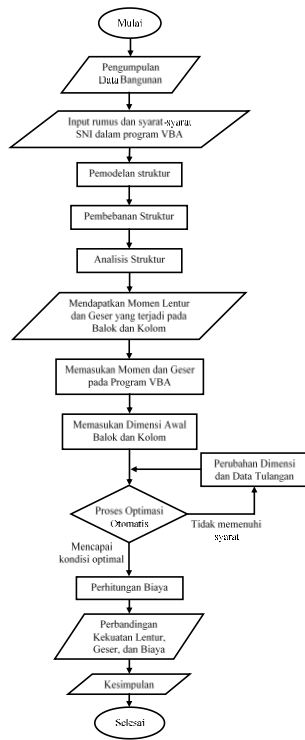 Mulai
Pengumpulan
Data Bangunan
Input rumus dan syarat-syarat
SNI dalam program VBA
Pemodelan struktur
Pembebanan Struktur
Analisis Struktur
Mendapatkan Momen Lentur
dan Geser yang terjadi pada
Balok dan Kolom
Memasukan Momen dan Geser
pada Program VBA
Memasukan Dimensi Awal
Balok dan Kolom
Perubahan Dimensi
dan Data Tulangan
Proses Optimasi
Otomatis
Tidak memenuhi
syarat
Mencapai
kondisi optimal
Perhitungan Biaya
Perbandingan
Kekuatan Lentur,
Geser, dan Biaya
Kesimpulan
Selesai